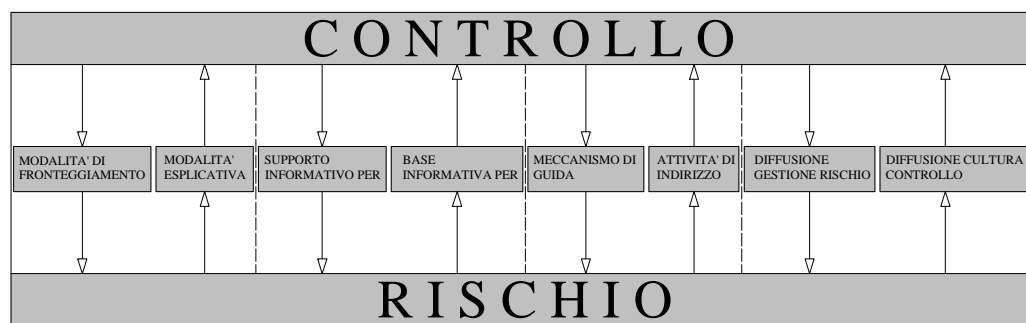 CONTROLLO
MODALITA' DI
FRONTEGGIAMENTO
MODALITA'
ESPLICATIVA
SUPPORTO
INFORMATIVO PER
BASE
INFORMATIVA PER
MECCANISMO DI
GUIDA
ATTIVITA' DI
INDIRIZZO
DIFFUSIONE
GESTIONE RISCHIO
DIFFUSIONE CULTURA
CONTROLLO
RISCHIO